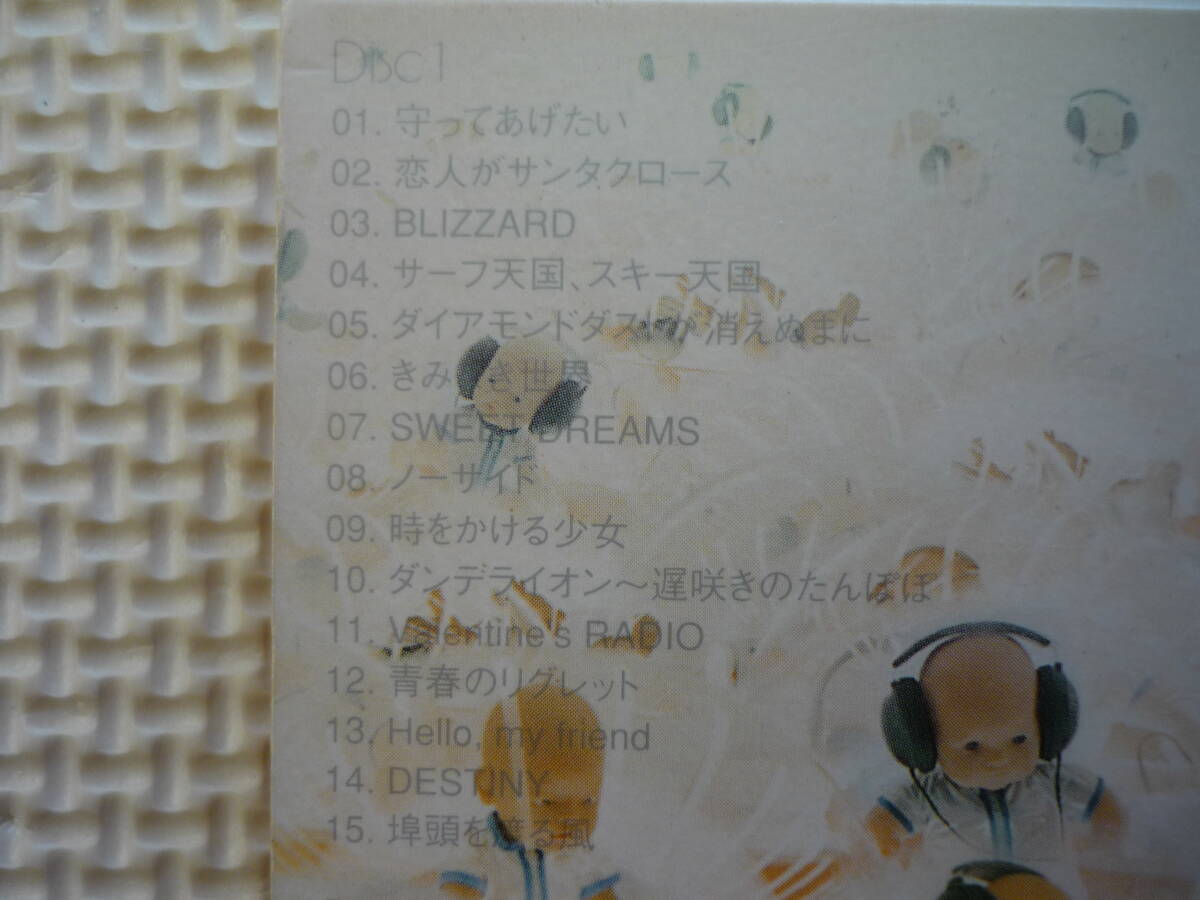 Disc 1
01. 守ってあげたい
02. 恋人がサンタクロース
03. BLIZZARD
04. サーフ天国、スキー天国
05. ダイアモンドダストが消えぬまに
06. きみなき世界
07. SWEET DREAMS
08. ノーサイド
09. 時をかける少女
10. ダンデライオン〜遅咲きのたんぽぽ
11. Valentine's RADIO
12. 青春のリグレット
13. Hello, my friend
14. DESTINY
15. 埠頭を渡る風